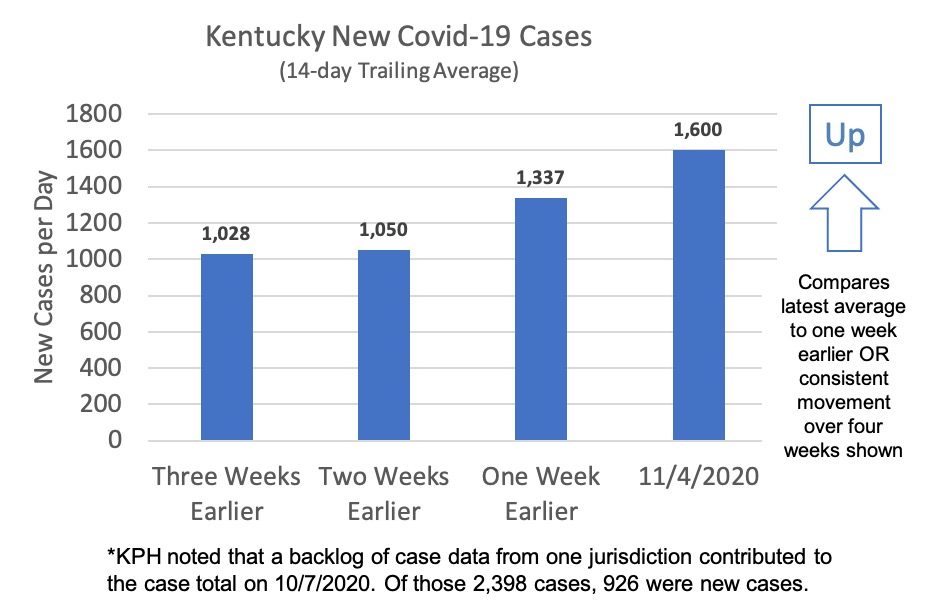 Kentucky New Covid-19 Cases
(14-day Trailing Average)
New Cases per Day
1800
1600
1400
1200
1000
800
600
400
200
0
1,028
1,050
1,337
1,600
Three Weeks
Earlier
Two Weeks
Earlier
One Week
Earlier
11/4/2020
Up
Compares
latest average
to one week
earlier OR
consistent
movement
over four
weeks shown
*KPH noted that a backlog of case data from one jurisdiction contributed to
the case total on 10/7/2020. Of those 2,398 cases, 926 were new cases.